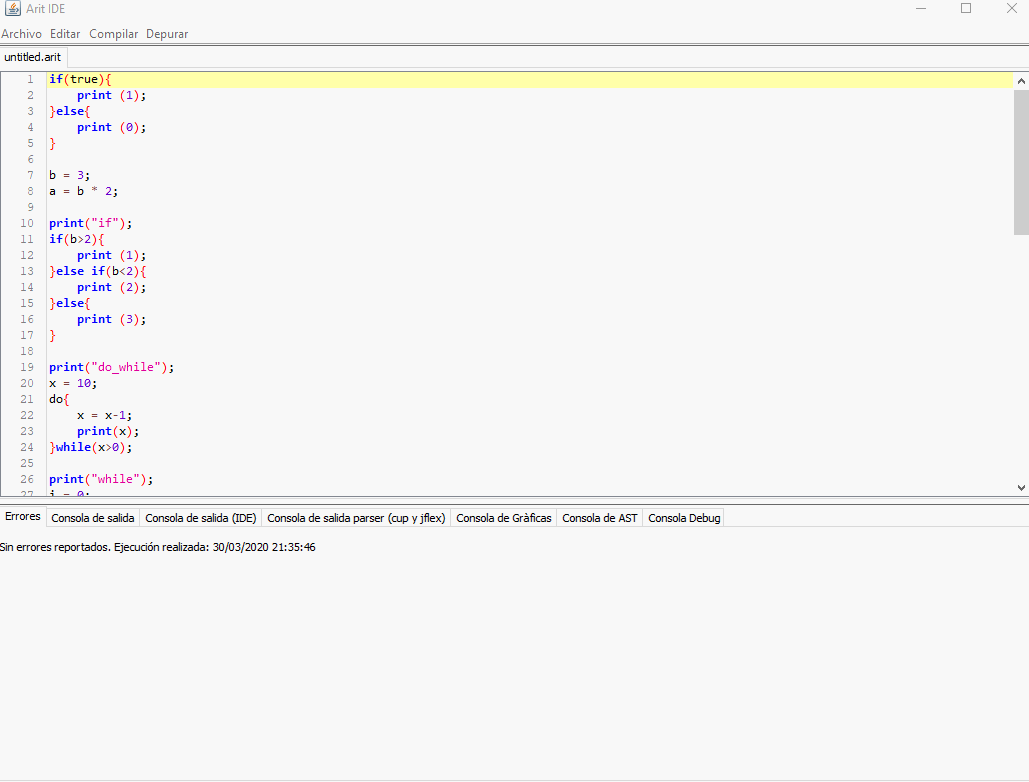 Arit IDE
Archivo Editar Compilar Depurar
untitled.arit
1 if(true){
2     print (1);
3 }else{
4     print (0);
5 }
6
7 b = 3;
8 a = b * 2;
9
10 print("if");
11 if(b>2){
12     print (1);
13 }else if(b<2){
14     print (2);
15 }else{
16     print (3);
17 }
18
19 print("do_while");
20 x = 10;
21 do{
22     x = x-1;
23     print(x);
24 }while(x>0);
25
26 print("while");
27 i = 0;
Errores Consola de salida Consola de salida (IDE) Consola de salida parser (cup y jflex) Consola de Gràficas Consola de AST Consola Debug
Sin errores reportados. Ejecución realizada: 30/03/2020 21:35:46